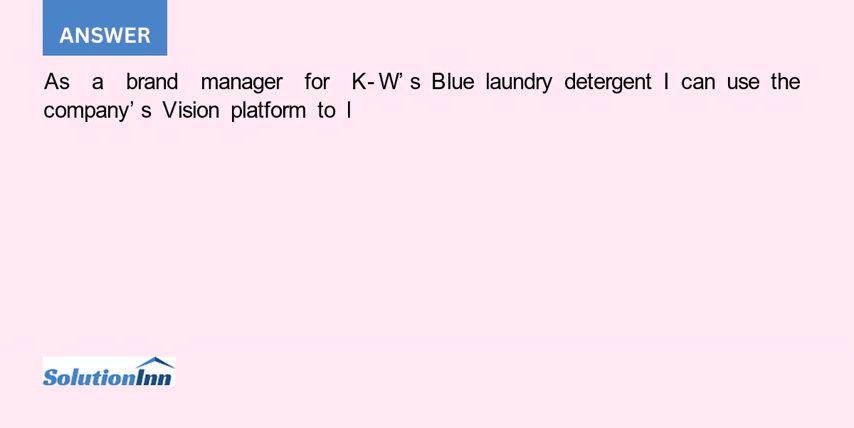 ANSWER
As a brand manager for K-W's Blue laundry detergent I can use the
company's Vision platform to l
SolutionInn